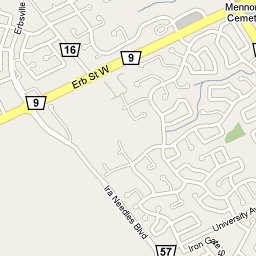 Erbsville
Mennon
Cemet
16
9
Erb St W
9
Ira Needles Blvd
University Av
Iron Gate S
57